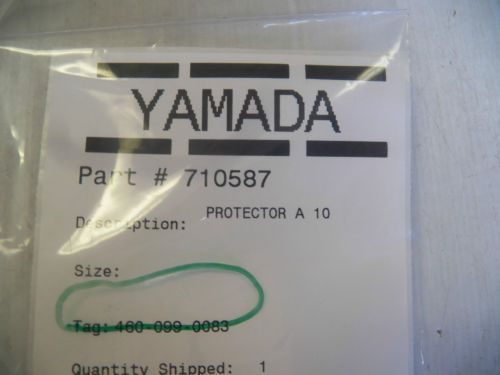 YAMADA
Part # 710587
Description: PROTECTOR A 10
Size:
Tag: 460-099-0083
Quantity Shipped: 1